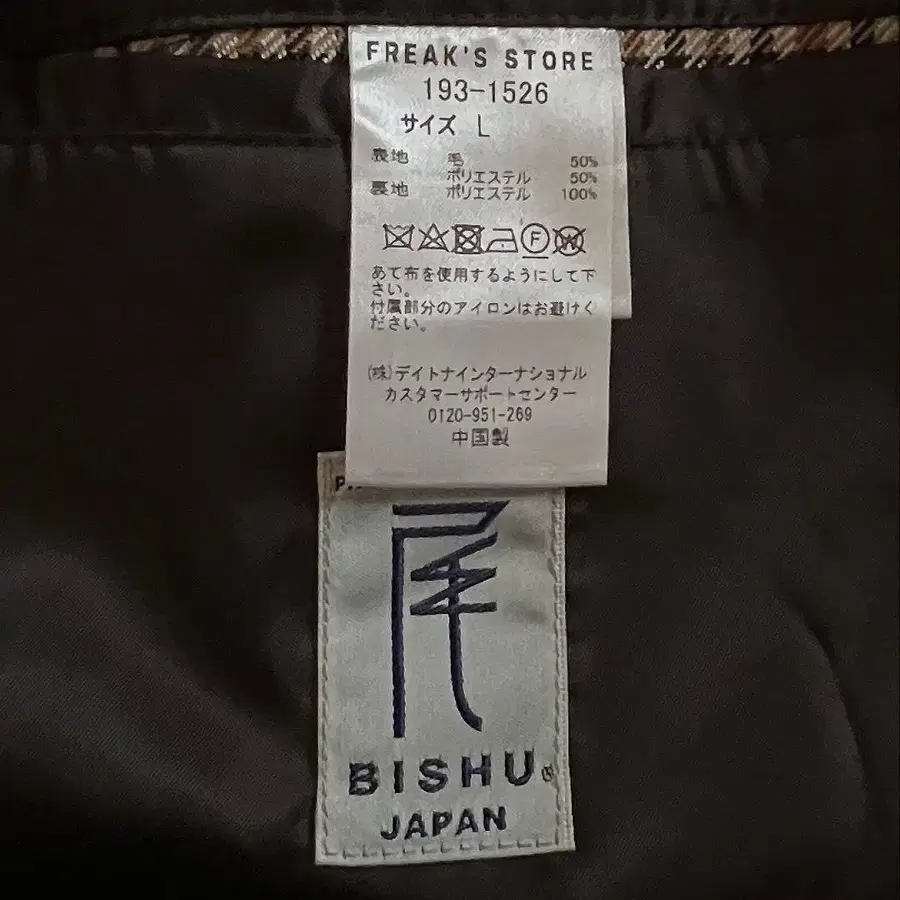 FREAK'S STORE
193-1526
サイズ L
表地 毛 50%
ポリエステル 50%
裏地 ポリエステル 100%
F W
あて布を使用するようにして下
さい。
付属部分のアイロンはお避けく
ださい。
(株)デイトナインターナショナル
カスタマーサポートセンター
0120-951-269
中国製
尾
BISHU®
JAPAN